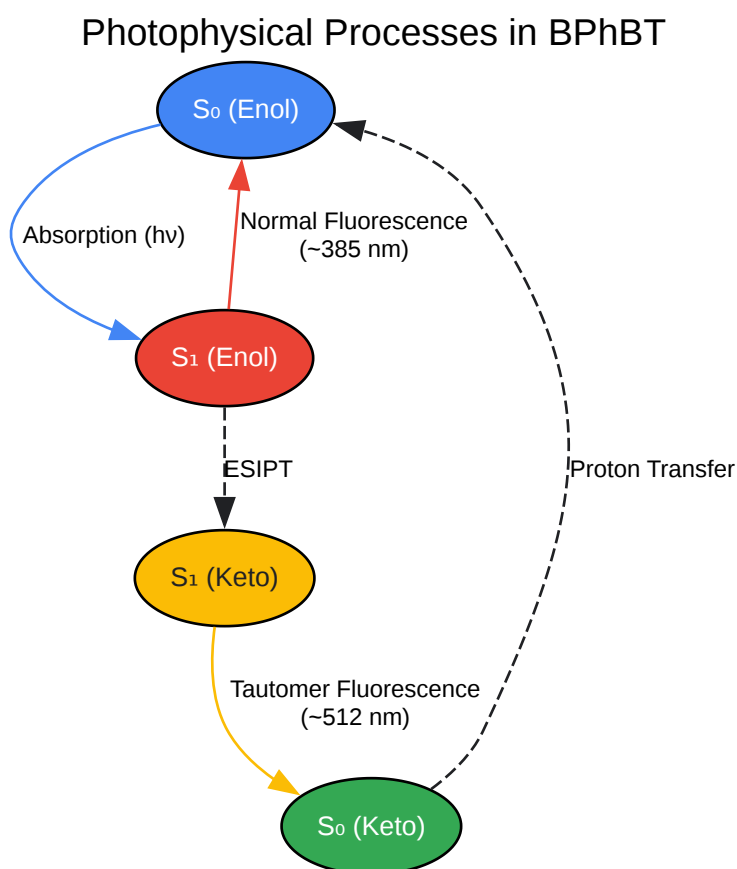 Photophysical Processes in BPhBT
S₀ (Enol)
Absorption (hν)
Normal Fluorescence
(~385 nm)
S₁ (Enol)
ESIPT
Proton Transfer
S₁ (Keto)
Tautomer Fluorescence
(~512 nm)
S₀ (Keto)